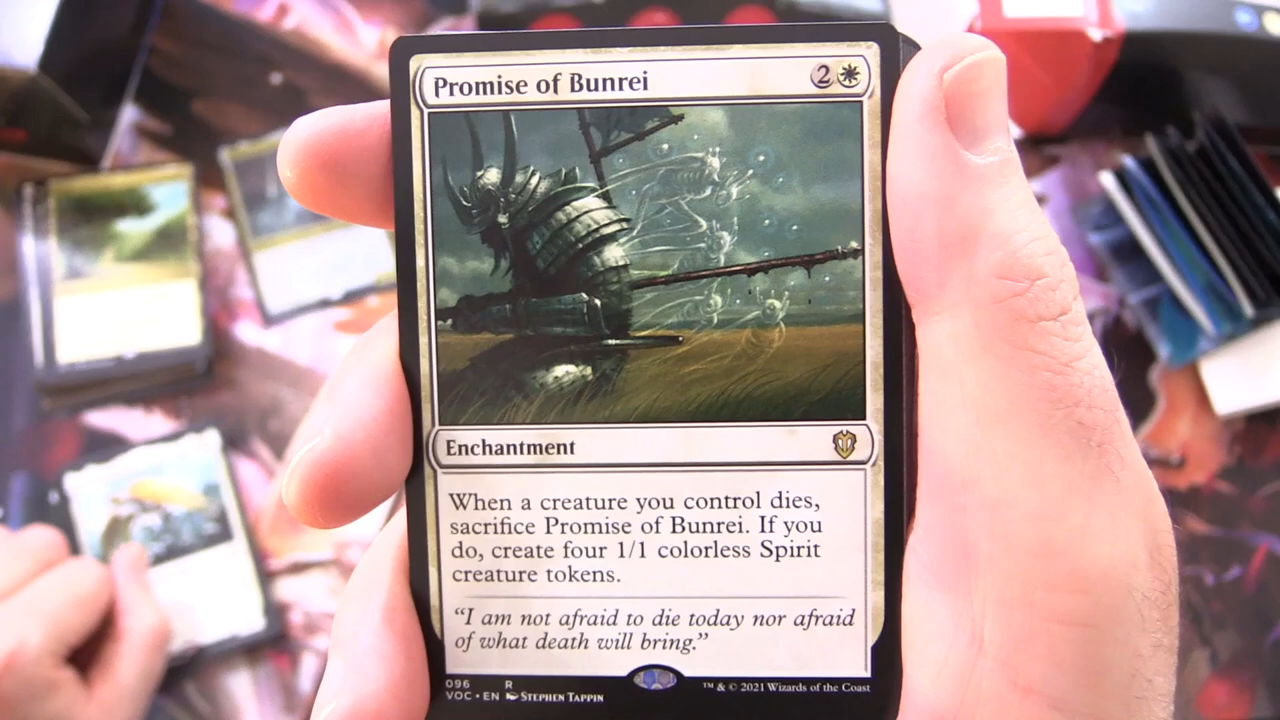 Promise of Bunrei 2
Enchantment
When a creature you control dies,
sacrifice Promise of Bunrei. If you
do, create four 1/1 colorless Spirit
creature tokens.
“I am not afraid to die today nor afraid
of what death will bring.”
096 R
VOC • EN Stephen Tappin
™ & © 2021 Wizards of the Coast